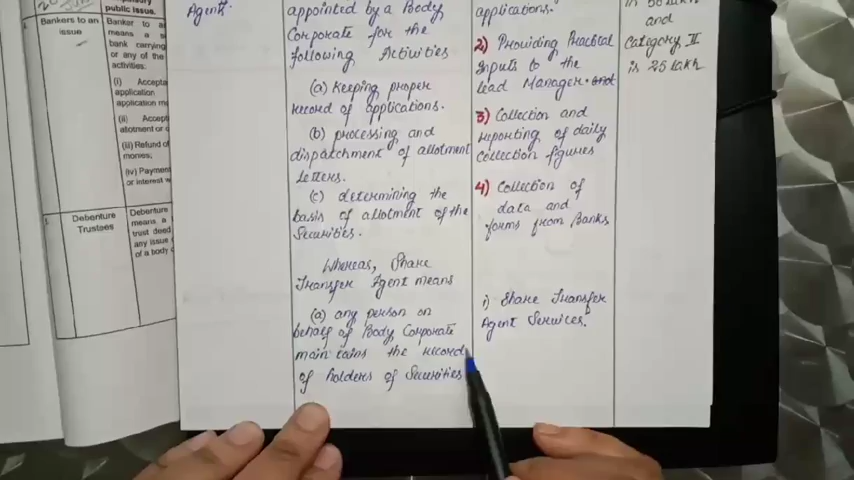 public issue.
Bankers to an
issue
Banker to a
means a
bank carrying
or any of the
activities:
(i) Accepta
application
application m
(ii) Accep
allotment or c
(iii) Refund o
money;
(iv) Payment
or interest w
Debenture
Trustees
Debenture
means a
trust deed
any issue
of a body c
Agent.
appointed by a Body
Corporate for the
following Activities
(a) Keeping proper
record of applications.
(b) processing and
dispatchment of allotment
Letters.
(c) determining the
basis of allotment of the
Securities.
Whereas, Share
Transfer Agent means
(a) any person on
behalf of Body Corporate
maintains the records
of holders of Securities
applications.
2) Providing Practical
Inputs to the
Lead Manager.
3) Collection and
reporting of daily
Collection figures
4) Collection of
data and
forms from Banks
i) Share Transfer
Agent Services.
and
Category II
is 25 lakh